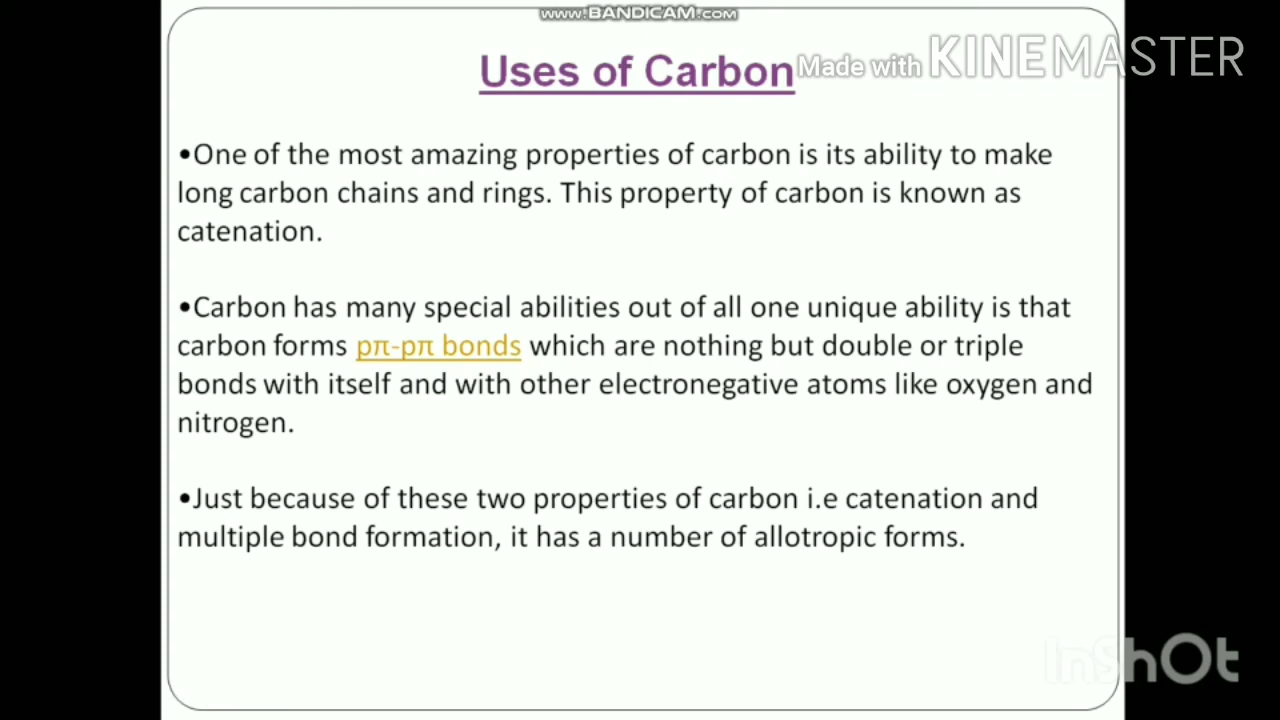 www.BANDICAM.com
Uses of Carbon
Made with KINEMASTER
•One of the most amazing properties of carbon is its ability to make
long carbon chains and rings. This property of carbon is known as
catenation.
•Carbon has many special abilities out of all one unique ability is that
carbon forms pπ-pπ bonds which are nothing but double or triple
bonds with itself and with other electronegative atoms like oxygen and
nitrogen.
•Just because of these two properties of carbon i.e catenation and
multiple bond formation, it has a number of allotropic forms.
InShOt